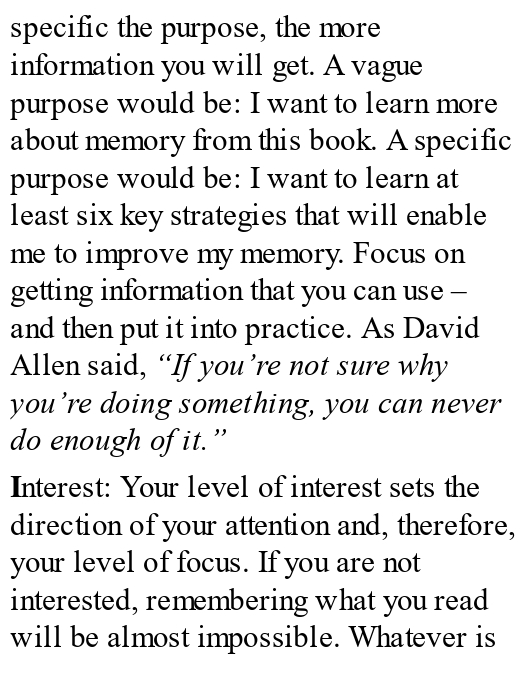 specific the purpose, the more
information you will get. A vague
purpose would be: I want to learn more
about memory from this book. A specific
purpose would be: I want to learn at
least six key strategies that will enable
me to improve my memory. Focus on
getting information that you can use –
and then put it into practice. As David
Allen said, “If you’re not sure why
you’re doing something, you can never
do enough of it.”
Interest: Your level of interest sets the
direction of your attention and, therefore,
your level of focus. If you are not
interested, remembering what you read
will be almost impossible. Whatever is